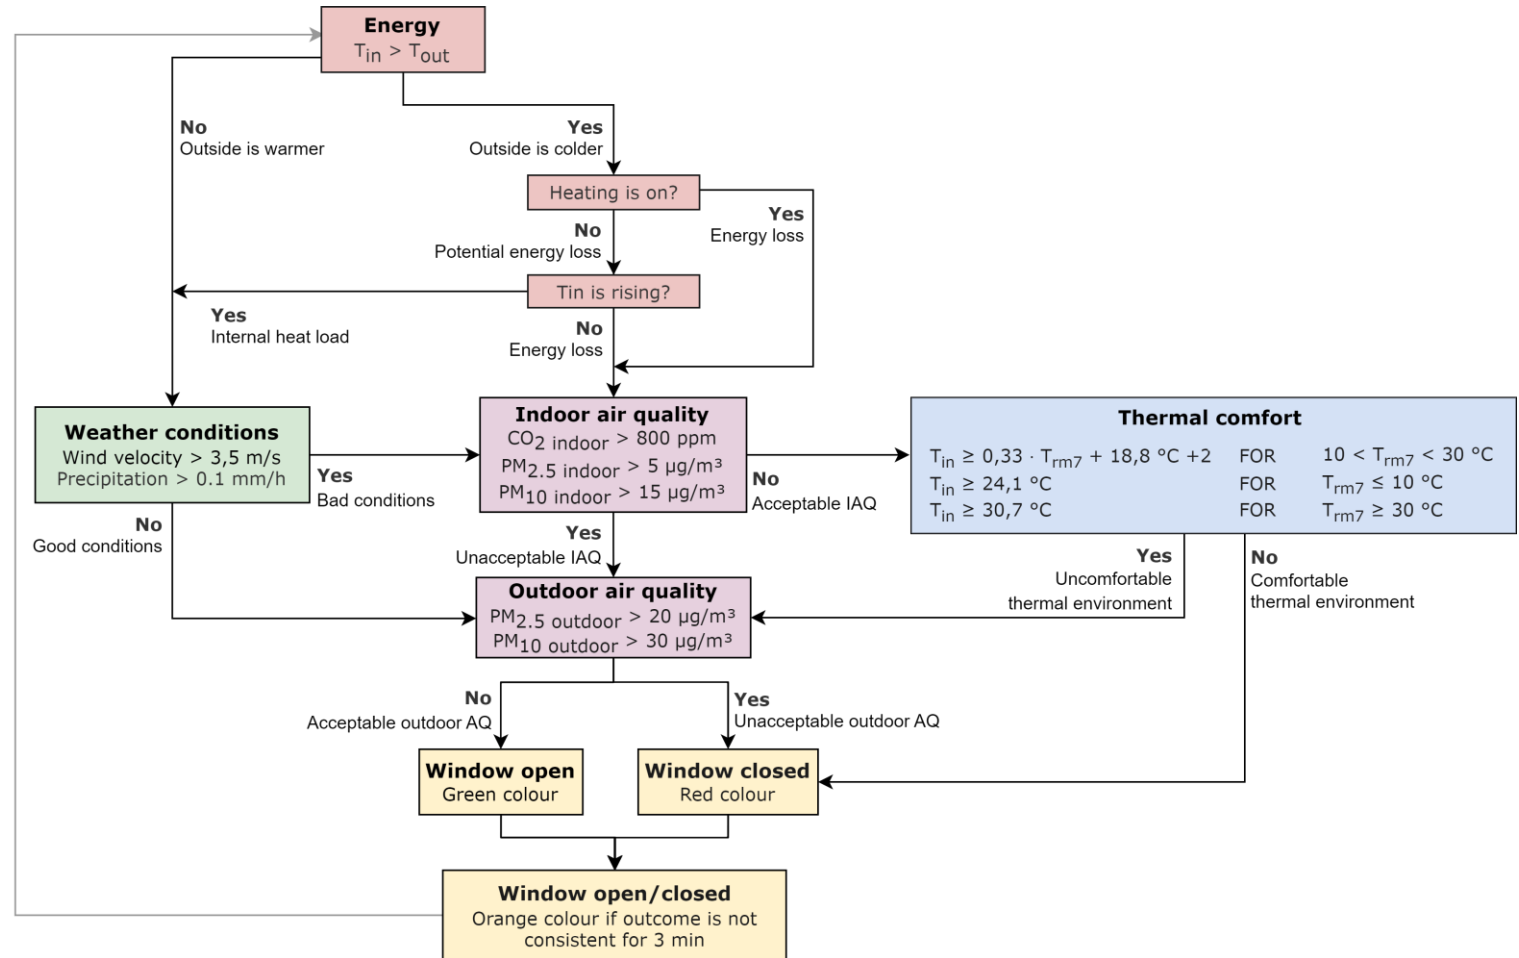 Energy
Tin > Tout
No
Outside is warmer
Yes
Outside is colder
Heating is on?
Yes
Energy loss
No
Potential energy loss
Tin is rising?
Yes
Internal heat load
No
Energy loss
Weather conditions
Wind velocity > 3,5 m/s
Precipitation > 0.1 mm/h
Yes
Bad conditions
No
Good conditions
Indoor air quality
CO2 indoor > 800 ppm
PM2.5 indoor > 5 µg/m³
PM10 indoor > 15 µg/m³
No
Acceptable IAQ
Yes
Unacceptable IAQ
Thermal comfort
Tin ≥ 0,33 · Trm7 + 18,8 °C +2 FOR 10 < Trm7 < 30 °C
Tin ≥ 24,1 °C FOR Trm7 ≤ 10 °C
Tin ≥ 30,7 °C FOR Trm7 ≥ 30 °C
Yes
Uncomfortable
thermal environment
No
Comfortable
thermal environment
Outdoor air quality
PM2.5 outdoor > 20 µg/m³
PM10 outdoor > 30 µg/m³
No
Acceptable outdoor AQ
Yes
Unacceptable outdoor AQ
Window open
Green colour
Window closed
Red colour
Window open/closed
Orange colour if outcome is not
consistent for 3 min